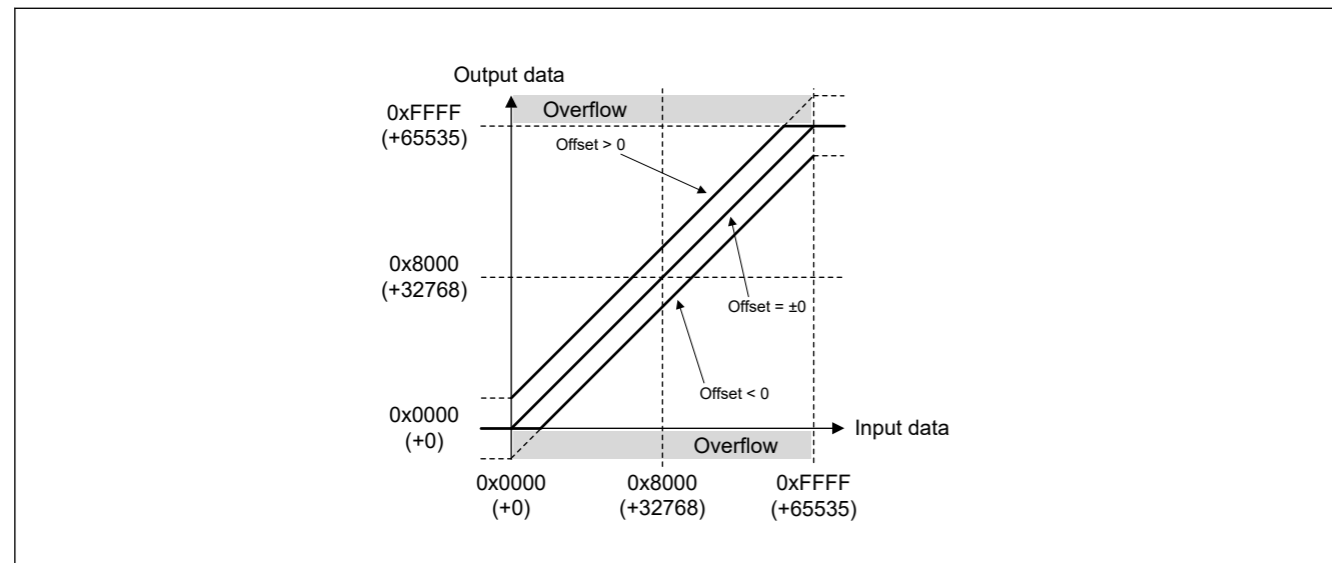 Output data
Overflow
0xFFFF
(+65535)
Offset > 0
0x8000
(+32768)
Offset = ±0
Offset < 0
0x0000
(+0)
Input data
Overflow
0x0000
(+0)
0x8000
(+32768)
0xFFFF
(+65535)